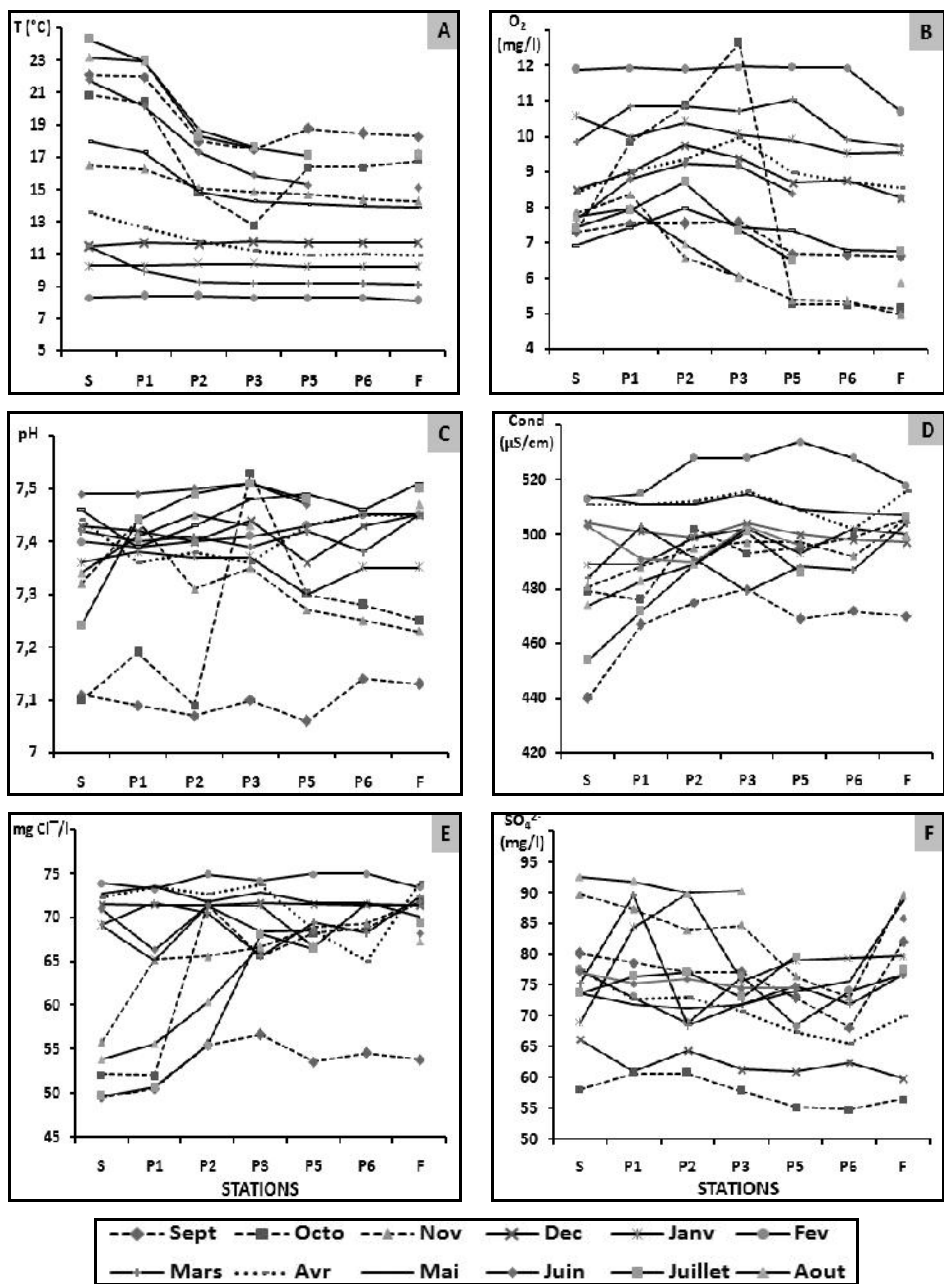 T (°C)
A
23
21
19
17
15
13
11
9
7
5
S P1 P2 P3 P5 P6 F
O₂
(mg/l)
B
12
11
10
9
8
7
6
5
4
S P1 P2 P3 P5 P6 F
pH
C
7,5
7,4
7,3
7,2
7,1
7
S P1 P2 P3 P5 P6 F
Cond
(µS/cm)
D
520
500
480
460
440
420
S P1 P2 P3 P5 P6 F
mg Cl⁻/l
E
75
70
65
60
55
50
45
S P1 P2 P3 P5 P6 F
STATIONS
SO₄²⁻
(mg/l)
F
95
90
85
80
75
70
65
60
55
50
S P1 P2 P3 P5 P6 F
STATIONS
Sept Octo Nov Dec Janv Fev
Mars Avr Mai Juin Juillet Aout